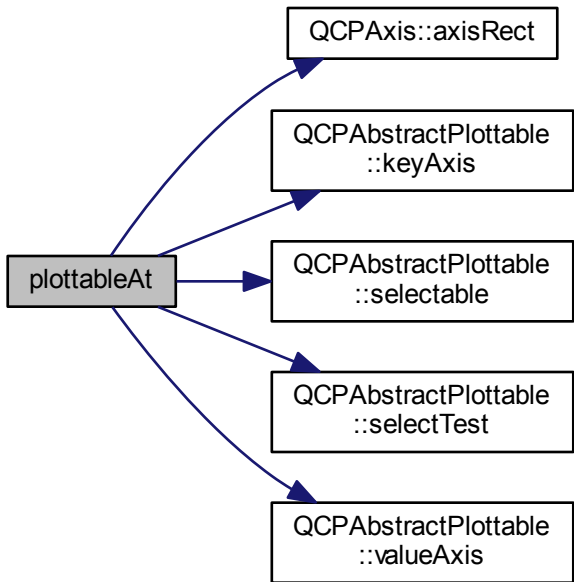 QCPAxis::axisRect
QCPAbstractPlottable
::keyAxis
plottableAt
QCPAbstractPlottable
::selectable
QCPAbstractPlottable
::selectTest
QCPAbstractPlottable
::valueAxis